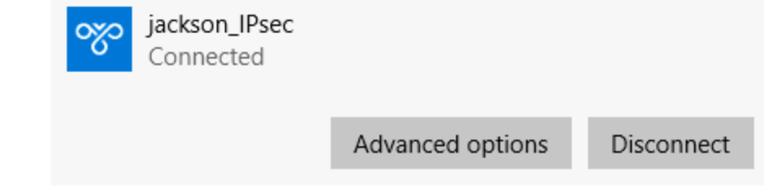 jackson_IPsec
Connected
Advanced options
Disconnect